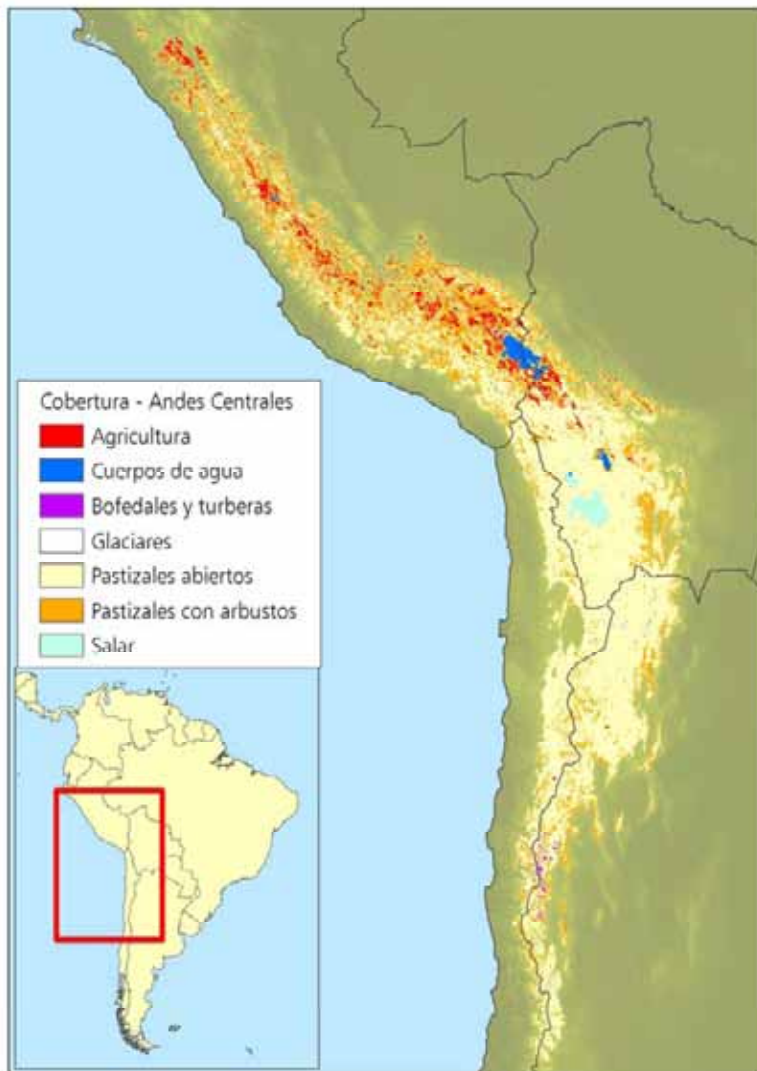 Cobertura - Andes Centrales
Agricultura
Cuerpos de agua
Bofedales y turberas
Glaciares
Pastizales abiertos
Pastizales con arbustos
Salar